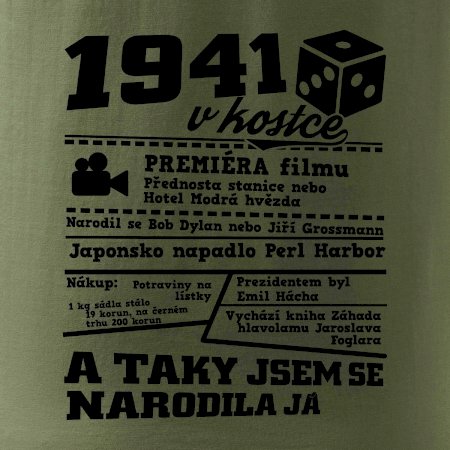 1941
v kostce
PREMIÉRA filmu
Přednosta stanice nebo
Hotel Modrá hvězda
Narodil se Bob Dylan nebo Jiří Grossmann
Japonsko napadlo Perl Harbor
Nákup: Potraviny na
lístky
1 kg sádla stálo
19 korun, na černém
trhu 200 korun
Prezidentem byl
Emil Hácha
Vychází kniha Záhada
hlavolamu Jaroslava
Foglara
A TAKY JSEM SE
NARODILA JÁ